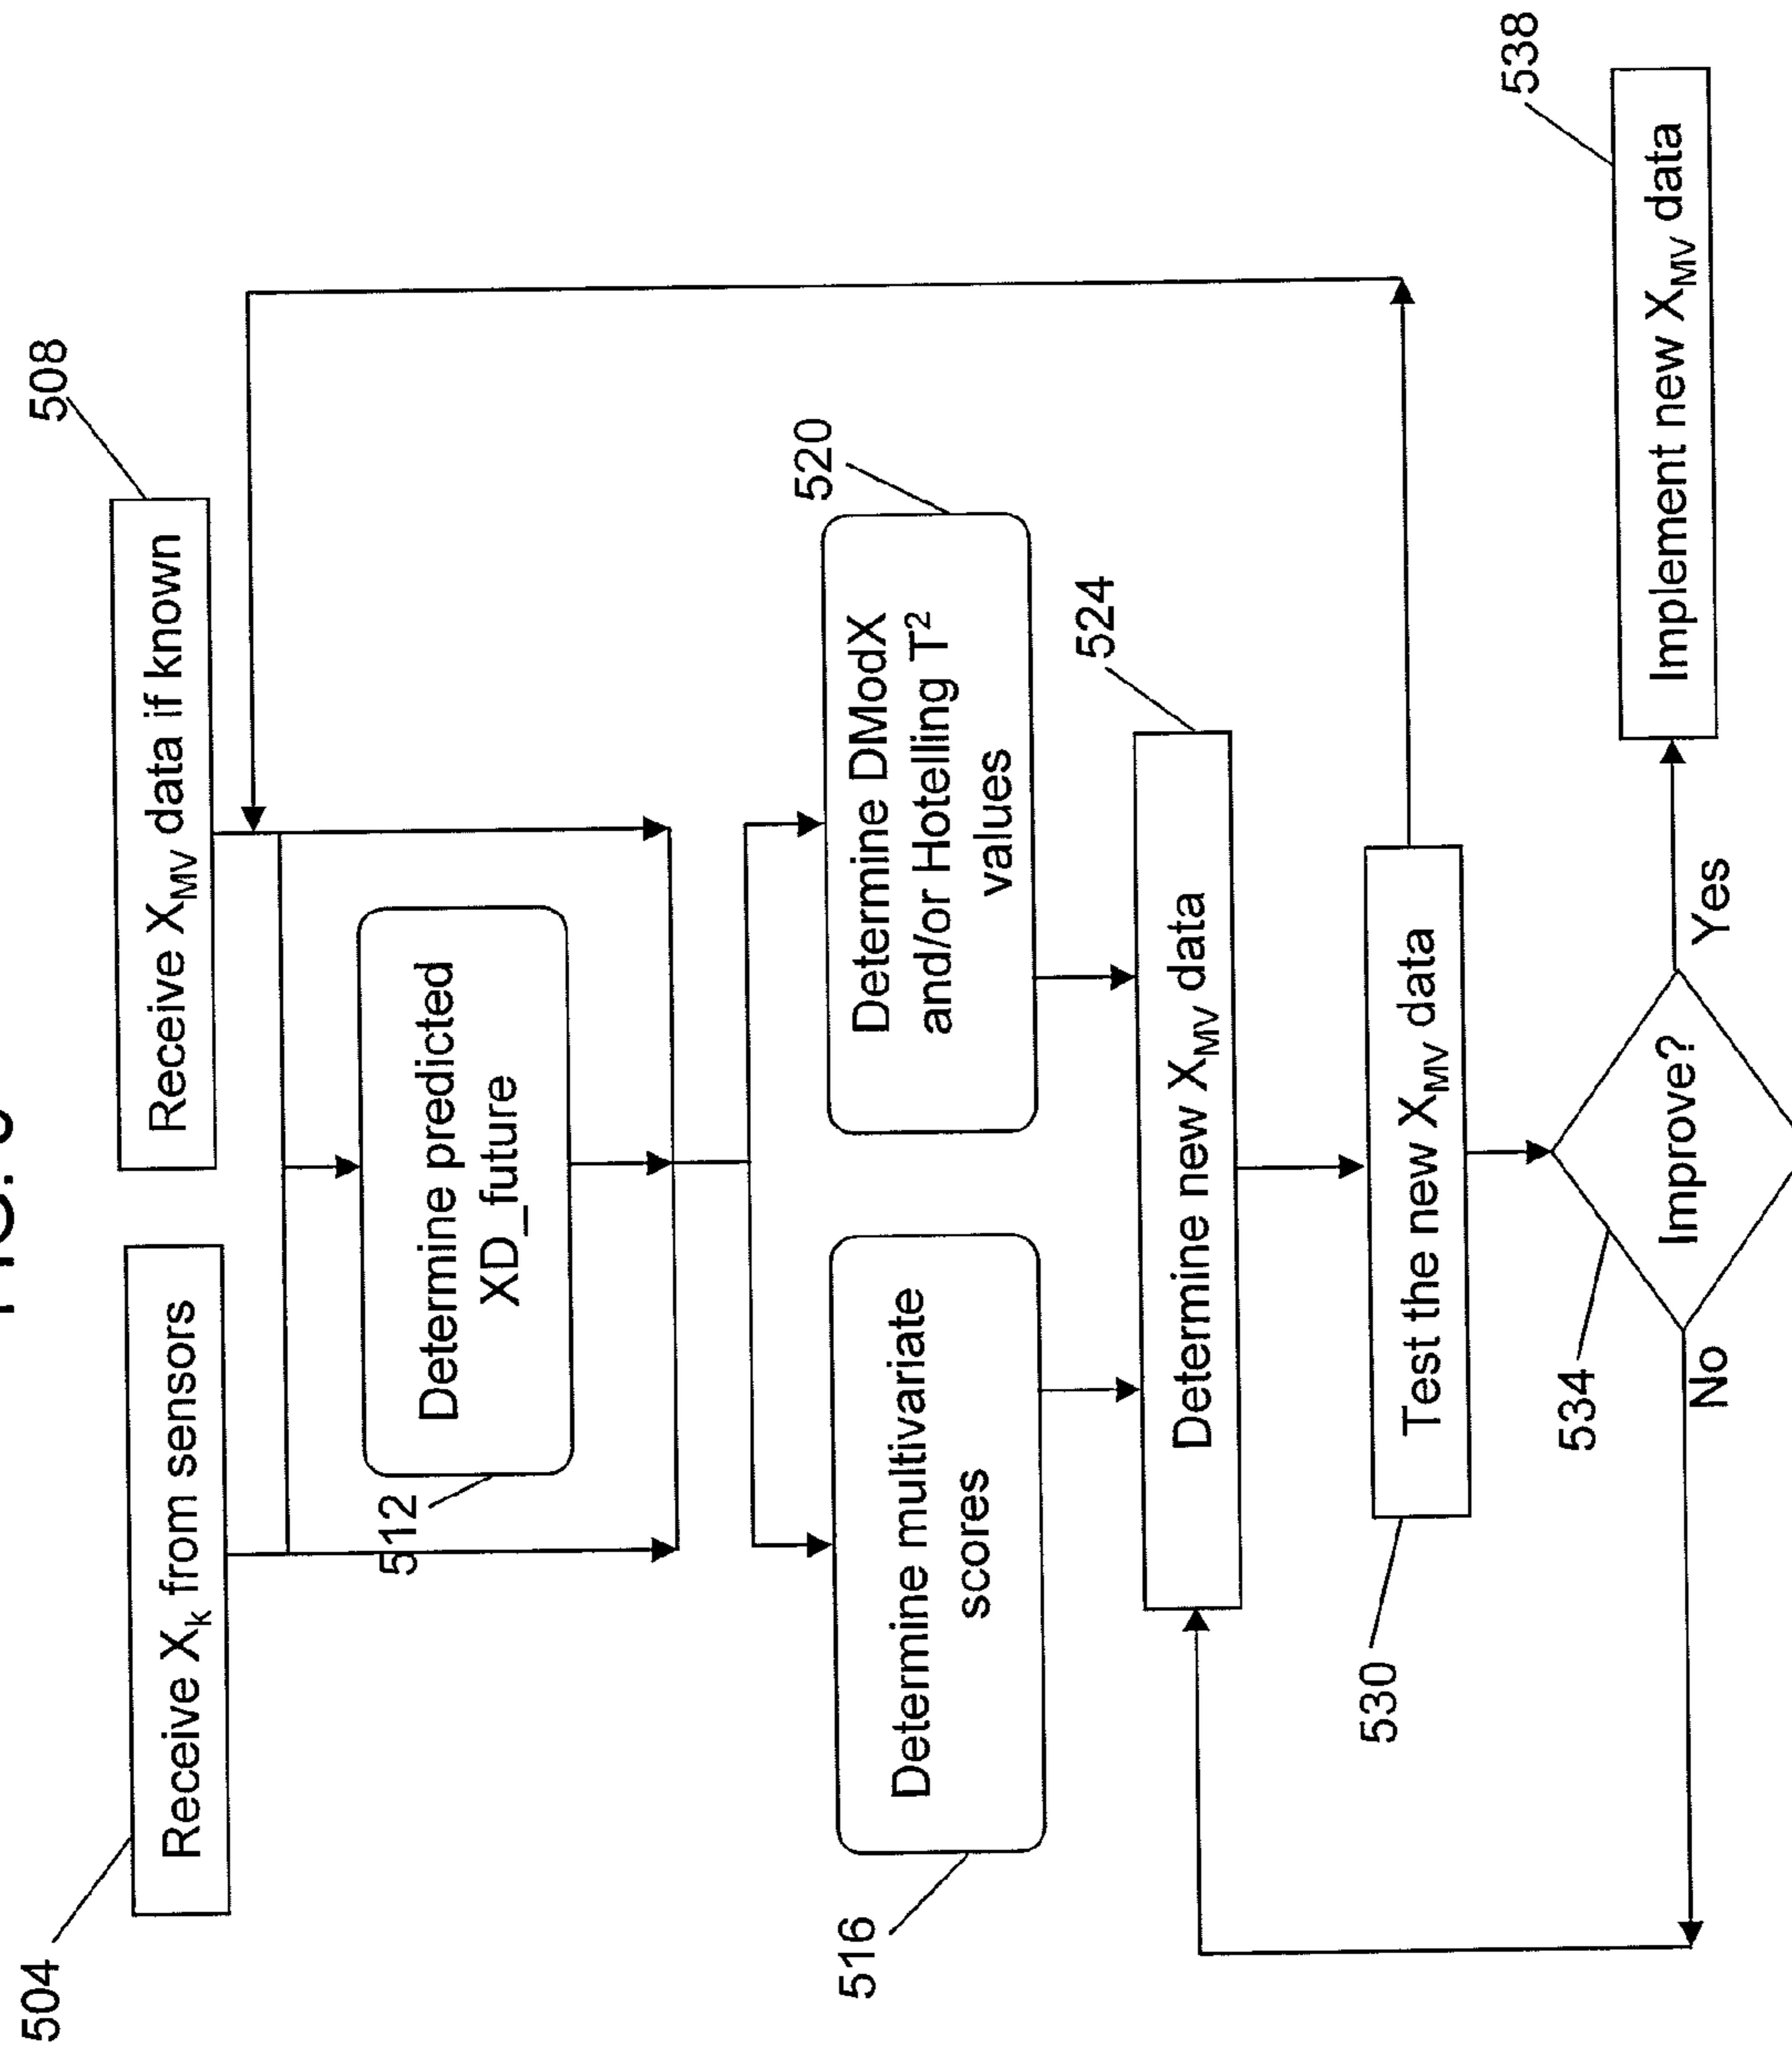 504
508
Receive X_k from sensors
Receive X_MV data if known
512
Determine predicted
XD_future
516
520
Determine multivariate
scores
Determine DModX
and/or Hotelling T²
values
524
Determine new X_MV data
530
Test the new X_MV data
534
Improve?
No
Yes
538
Implement new X_MV data